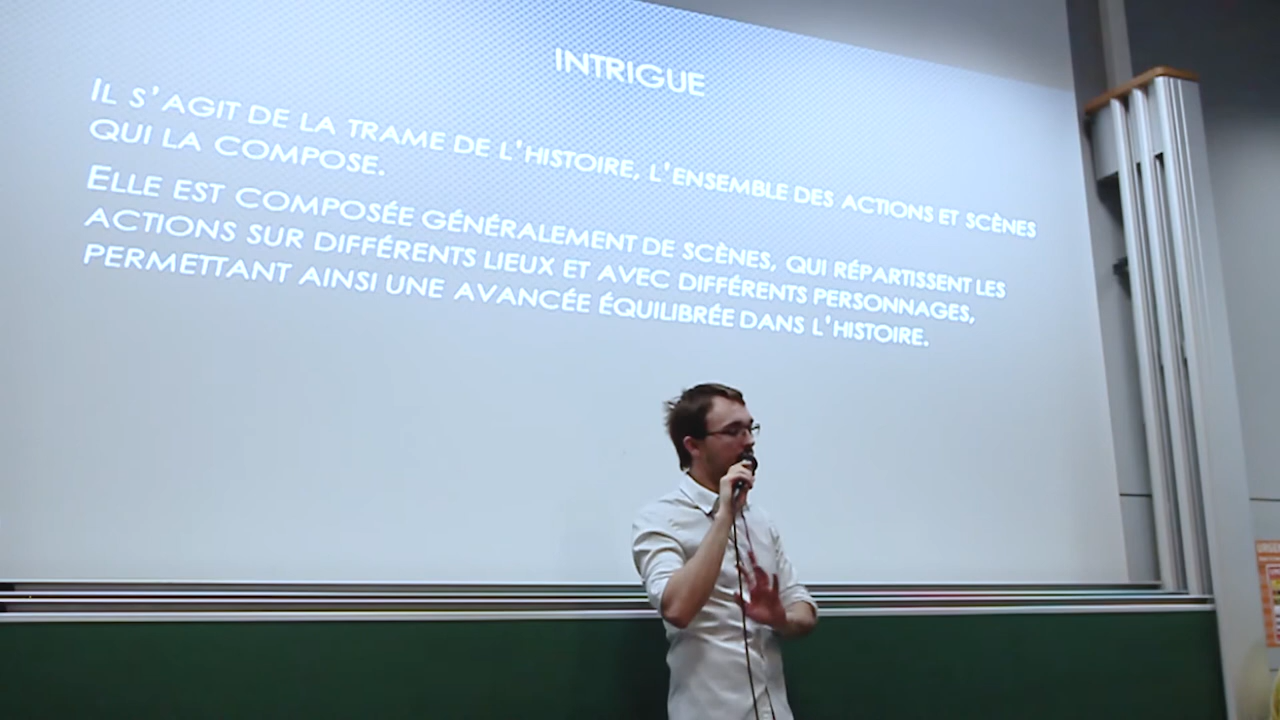 INTRIGUE
IL S'AGIT DE LA TRAME DE L'HISTOIRE, L'ENSEMBLE DES ACTIONS ET SCÈNES
QUI LA COMPOSE.
ELLE EST COMPOSÉE GÉNÉRALEMENT DE SCÈNES, QUI RÉPARTISSENT LES
ACTIONS SUR DIFFÉRENTS LIEUX ET AVEC DIFFÉRENTS PERSONNAGES,
PERMETTANT AINSI UNE AVANCÉE ÉQUILIBRÉE DANS L'HISTOIRE.